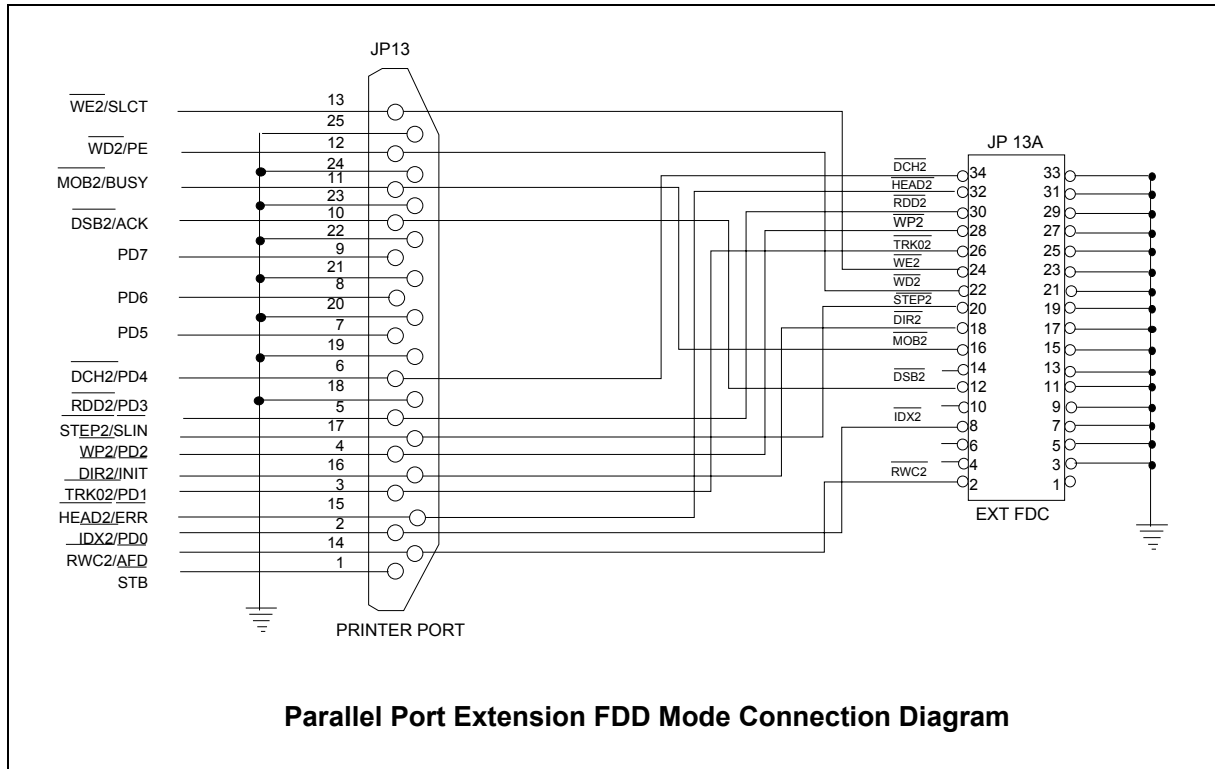 JP13
WE2/SLCT
WD2/PE
MOB2/BUSY
DSB2/ACK
PD7
PD6
PD5
DCH2/PD4
RDD2/PD3
STEP2/SLIN
WP2/PD2
DIR2/INIT
TRK02/PD1
HEAD2/ERR
IDX2/PD0
RWC2/AFD
STB
13
25
12
24
11
23
10
22
9
21
8
20
7
19
6
18
5
17
4
16
3
15
2
14
1
PRINTER PORT
JP 13A
DCH2
HEAD2
RDD2
WP2
TRK02
WE2
WD2
STEP2
DIR2
MOB2
DSB2
IDX2
RWC2
34 33
32 31
30 29
28 27
26 25
24 23
22 21
20 19
18 17
16 15
14 13
12 11
10 9
8 7
6 5
4 3
2 1
EXT FDC
Parallel Port Extension FDD Mode Connection Diagram